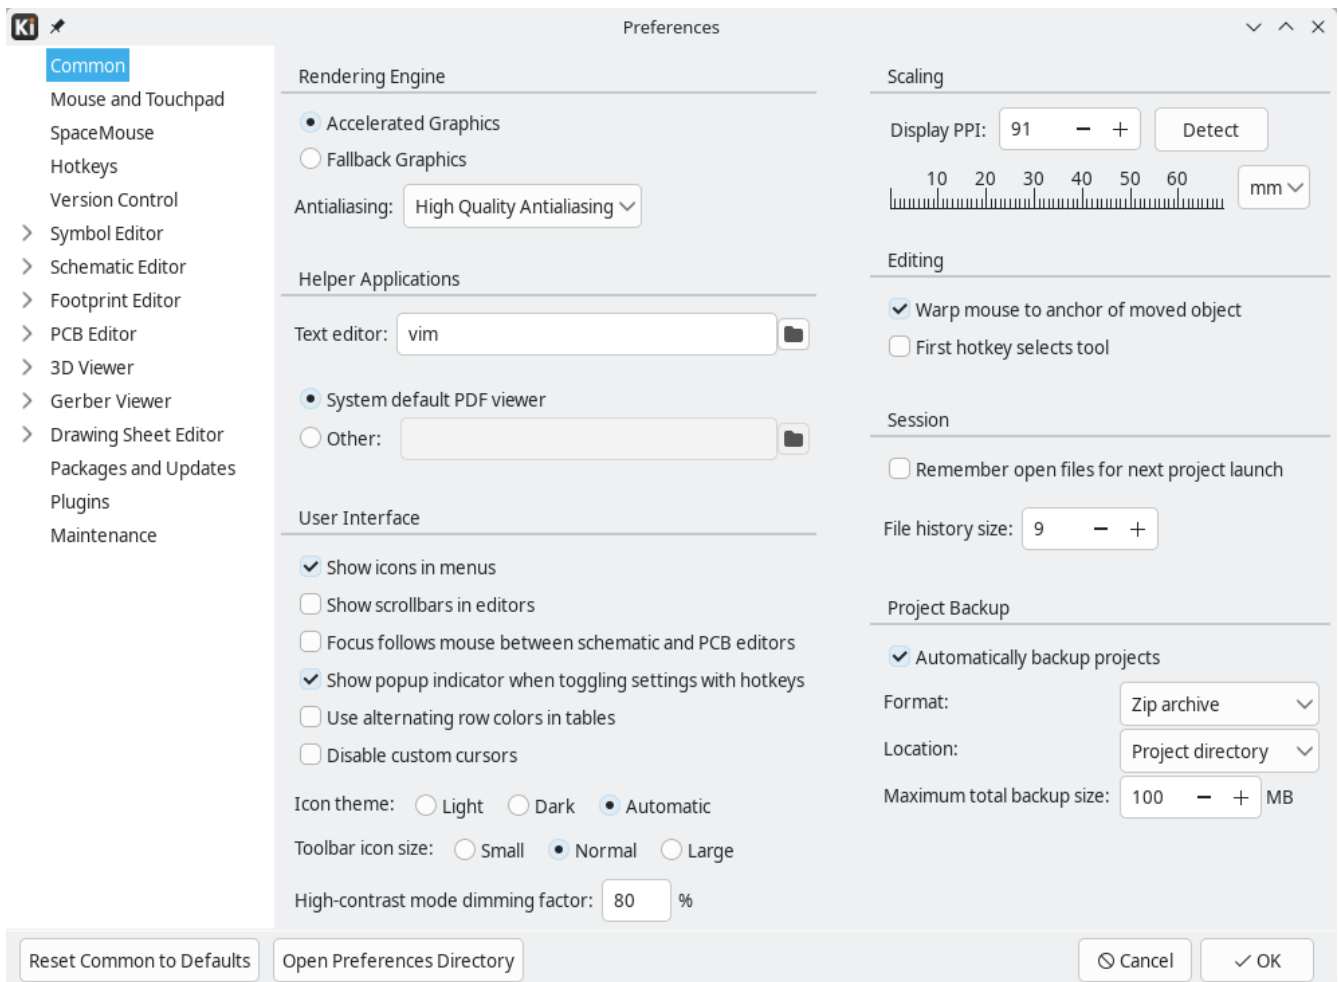 Ki
Preferences
Common
Mouse and Touchpad
SpaceMouse
Hotkeys
Version Control
Symbol Editor
Schematic Editor
Footprint Editor
PCB Editor
3D Viewer
Gerber Viewer
Drawing Sheet Editor
Packages and Updates
Plugins
Maintenance
Rendering Engine
Accelerated Graphics
Fallback Graphics
Antialiasing: High Quality Antialiasing
Helper Applications
Text editor: vim
System default PDF viewer
Other:
User Interface
Show icons in menus
Show scrollbars in editors
Focus follows mouse between schematic and PCB editors
Show popup indicator when toggling settings with hotkeys
Use alternating row colors in tables
Disable custom cursors
Icon theme: Light Dark Automatic
Toolbar icon size: Small Normal Large
High-contrast mode dimming factor: 80 %
Scaling
Display PPI: 91 − + Detect
10 20 30 40 50 60 mm
Editing
Warp mouse to anchor of moved object
First hotkey selects tool
Session
Remember open files for next project launch
File history size: 9 − +
Project Backup
Automatically backup projects
Format: Zip archive
Location: Project directory
Maximum total backup size: 100 − + MB
Reset Common to Defaults Open Preferences Directory Cancel OK